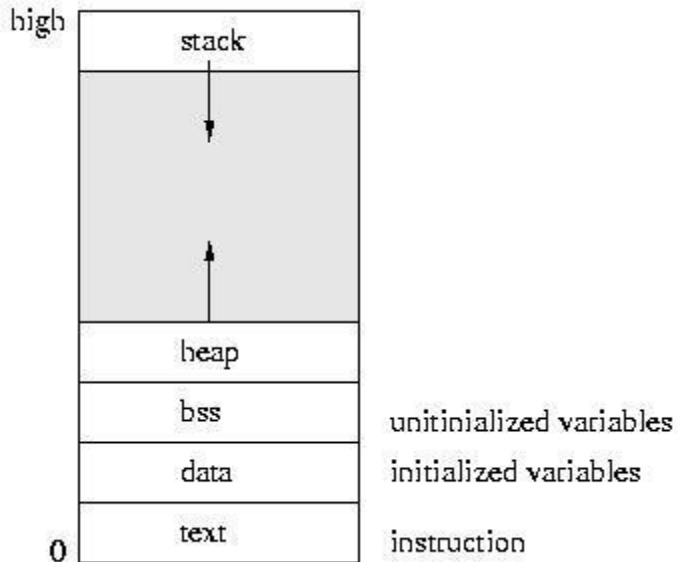 high
stack
heap
bss
unitinialized variables
data
initialized variables
text
0
instruction